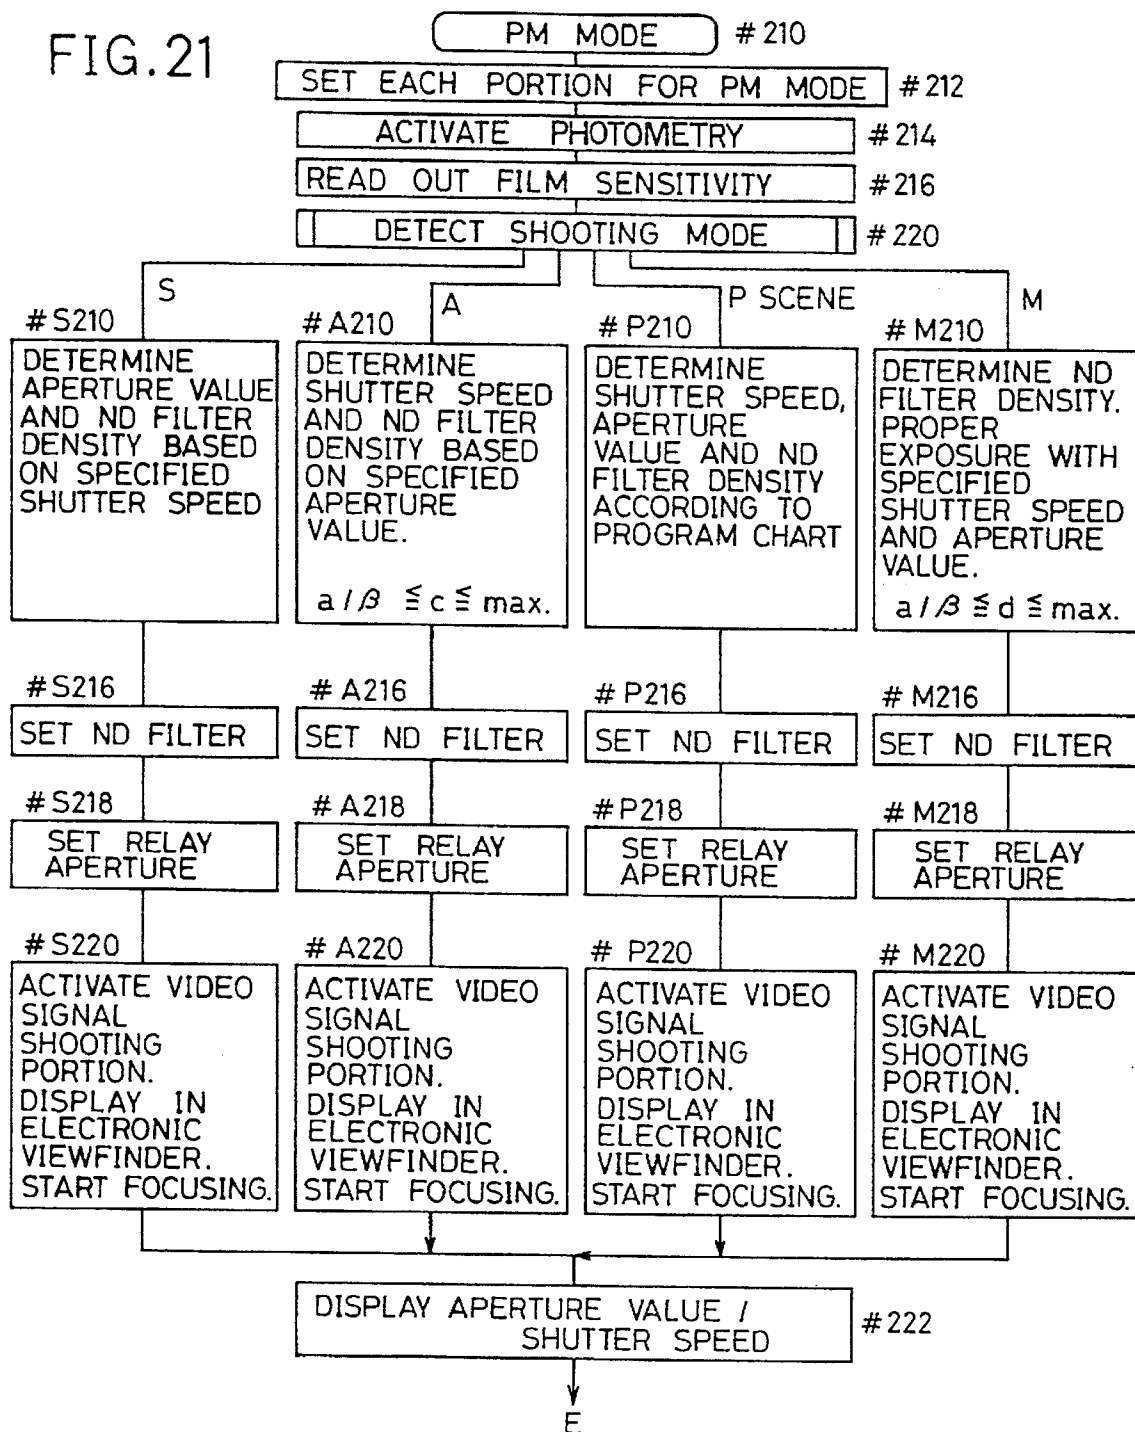 FIG.21
PM MODE
#210
SET EACH PORTION FOR PM MODE
#212
ACTIVATE PHOTOMETRY
#214
READ OUT FILM SENSITIVITY
#216
DETECT SHOOTING MODE
#220
S
A
P SCENE
M
#S210
DETERMINE
APERTURE VALUE
AND ND FILTER
DENSITY BASED
ON SPECIFIED
SHUTTER SPEED
#A210
DETERMINE
SHUTTER SPEED
AND ND FILTER
DENSITY BASED
ON SPECIFIED
APERTURE
VALUE.
a/β ≦ c ≦ max.
#P210
DETERMINE
SHUTTER SPEED,
APERTURE
VALUE AND ND
FILTER DENSITY
ACCORDING TO
PROGRAM CHART
#M210
DETERMINE ND
FILTER DENSITY.
PROPER
EXPOSURE WITH
SPECIFIED
SHUTTER SPEED
AND APERTURE
VALUE.
a/β ≦ d ≦ max.
#S216
SET ND FILTER
#A216
SET ND FILTER
#P216
SET ND FILTER
#M216
SET ND FILTER
#S218
SET RELAY
APERTURE
#A218
SET RELAY
APERTURE
#P218
SET RELAY
APERTURE
#M218
SET RELAY
APERTURE
#S220
ACTIVATE VIDEO
SIGNAL
SHOOTING
PORTION.
DISPLAY IN
ELECTRONIC
VIEWFINDER.
START FOCUSING.
#A220
ACTIVATE VIDEO
SIGNAL
SHOOTING
PORTION.
DISPLAY IN
ELECTRONIC
VIEWFINDER.
START FOCUSING.
# P220
ACTIVATE VIDEO
SIGNAL
SHOOTING
PORTION.
DISPLAY IN
ELECTRONIC
VIEWFINDER.
START FOCUSING.
# M220
ACTIVATE VIDEO
SIGNAL
SHOOTING
PORTION.
DISPLAY IN
ELECTRONIC
VIEWFINDER.
START FOCUSING.
DISPLAY APERTURE VALUE /
SHUTTER SPEED
#222
E